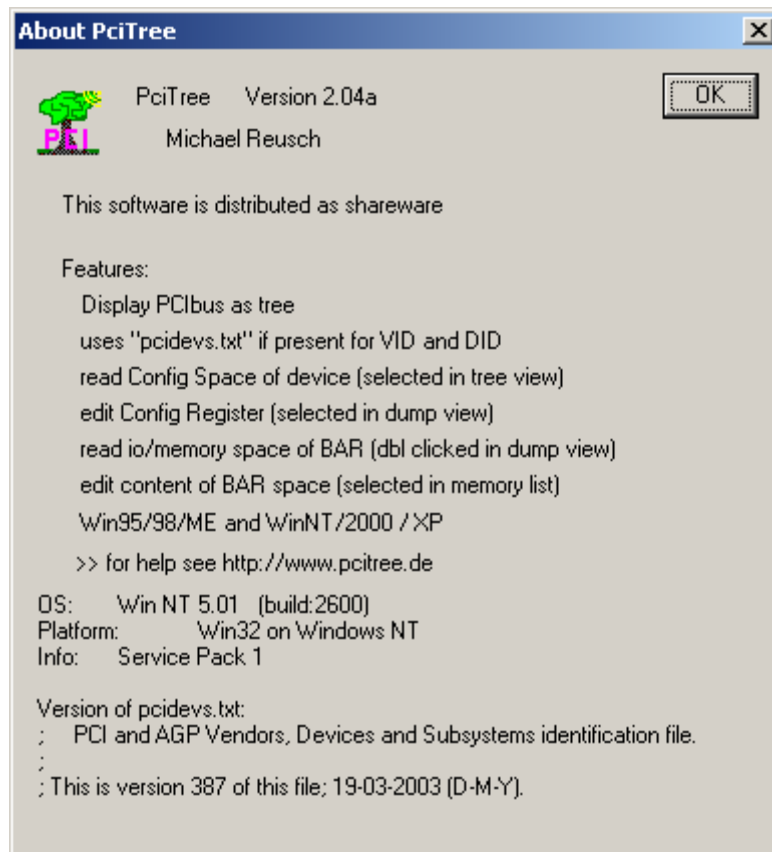 About PciTree
PciTree Version 2.04a
OK
PCI
Michael Reusch
This software is distributed as shareware
Features:
Display PCIbus as tree
uses "pcidevs.txt" if present for VID and DID
read Config Space of device (selected in tree view)
edit Config Register (selected in dump view)
read io/memory space of BAR (dbl clicked in dump view)
edit content of BAR space (selected in memory list)
Win95/98/ME and WinNT/2000 / XP
>> for help see http://www.pcitree.de
OS: Win NT 5.01 (build:2600)
Platform: Win32 on Windows NT
Info: Service Pack 1
Version of pcidevs.txt:
; PCI and AGP Vendors, Devices and Subsystems identification file.
;
; This is version 387 of this file; 19-03-2003 (D-M-Y).